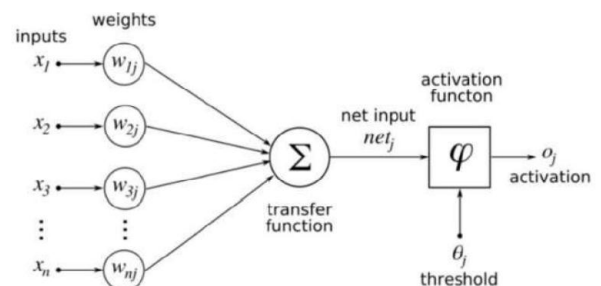 weights
inputs
x₁
w₁ⱼ
x₂
w₂ⱼ
x₃
w₃ⱼ
⋮
⋮
xₙ
wₙⱼ
Σ
transfer
function
net input
netⱼ
activation
functon
φ
oⱼ
activation
θⱼ
threshold